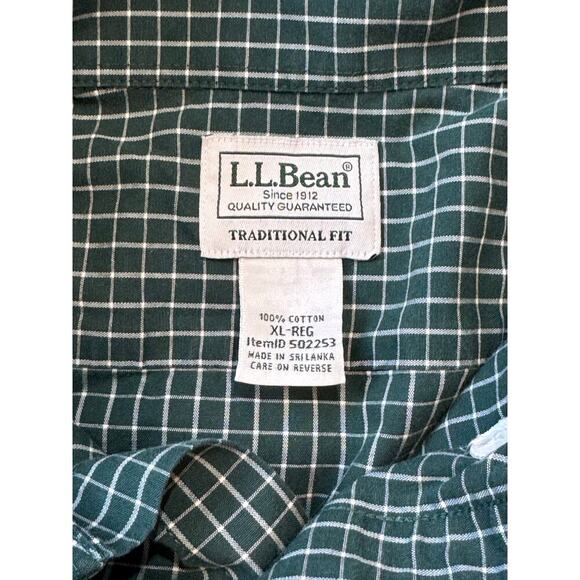 L.L.Bean®
Since 1912
QUALITY GUARANTEED
TRADITIONAL FIT
100% COTTON
XL-REG
ItemID 502253
MADE IN SRI LANKA
CARE ON REVERSE